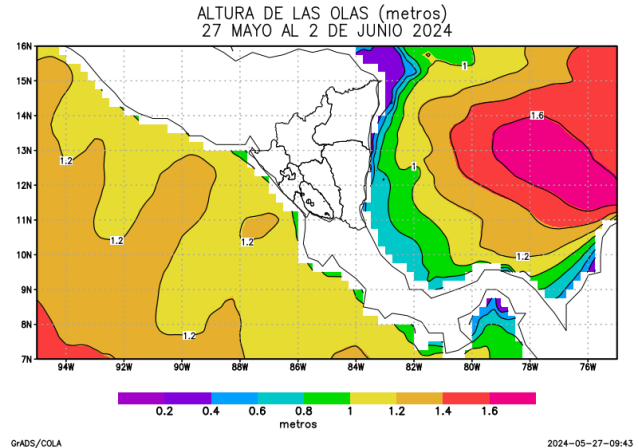 ALTURA DE LAS OLAS (metros)
27 MAYO AL 2 DE JUNIO 2024
16N
15N
14N
13N
12N
11N
10N
9N
8N
7N
1
1.6
1.2
1
1.2
1.2
1.2
1.2
94W 92W 90W 88W 86W 84W 82W 80W 78W 76W
0.2 0.4 0.6 0.8 1 1.2 1.4 1.6
metros
GrADS/COLA
2024-05-27-09:43